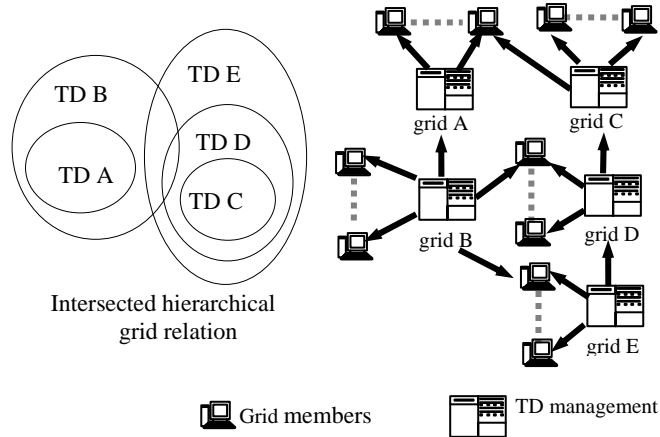 TD E
TD B
TD D
TD A
TD C
Intersected hierarchical
grid relation
grid A
grid C
grid B
grid D
grid E
Grid members
TD management